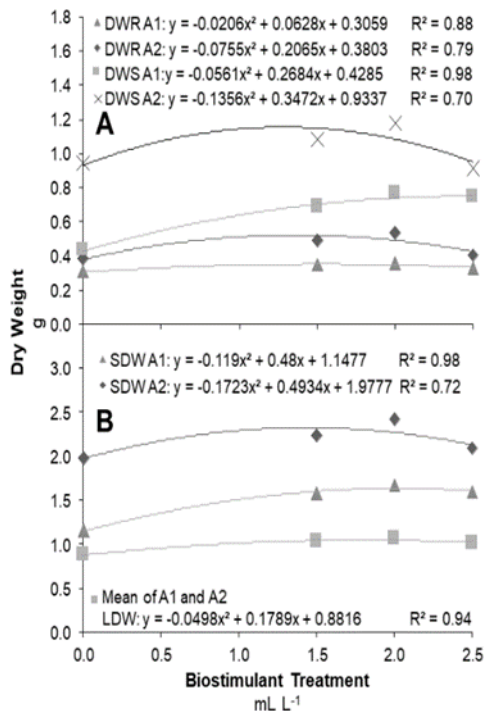 1.8
▲ DWR A1: y = -0.0206x² + 0.0628x + 0.3059 R² = 0.88
1.6
◆ DWR A2: y = -0.0755x² + 0.2065x + 0.3803 R² = 0.79
■ DWS A1:y = -0.0561x² + 0.2684x + 0.4285 R² = 0.98
1.4
× DWS A2: y = -0.1356x² + 0.3472x + 0.9337 R² = 0.70
1.2
A
1.0
0.8
0.6
0.4
0.2
0.0
Dry Weight
g
▲ SDW A1: y = -0.119x² + 0.48x + 1.1477 R² = 0.98
3.0
◆ SDW A2: y = -0.1723x² + 0.4934x + 1.9777 R² = 0.72
2.5
B
2.0
1.5
1.0
0.5
■ Mean of A1 and A2
LDW: y = -0.0498x² + 0.1789x + 0.8816 R² = 0.94
0.0
0.0 0.5 1.0 1.5 2.0 2.5
Biostimulant Treatment
mL L⁻¹